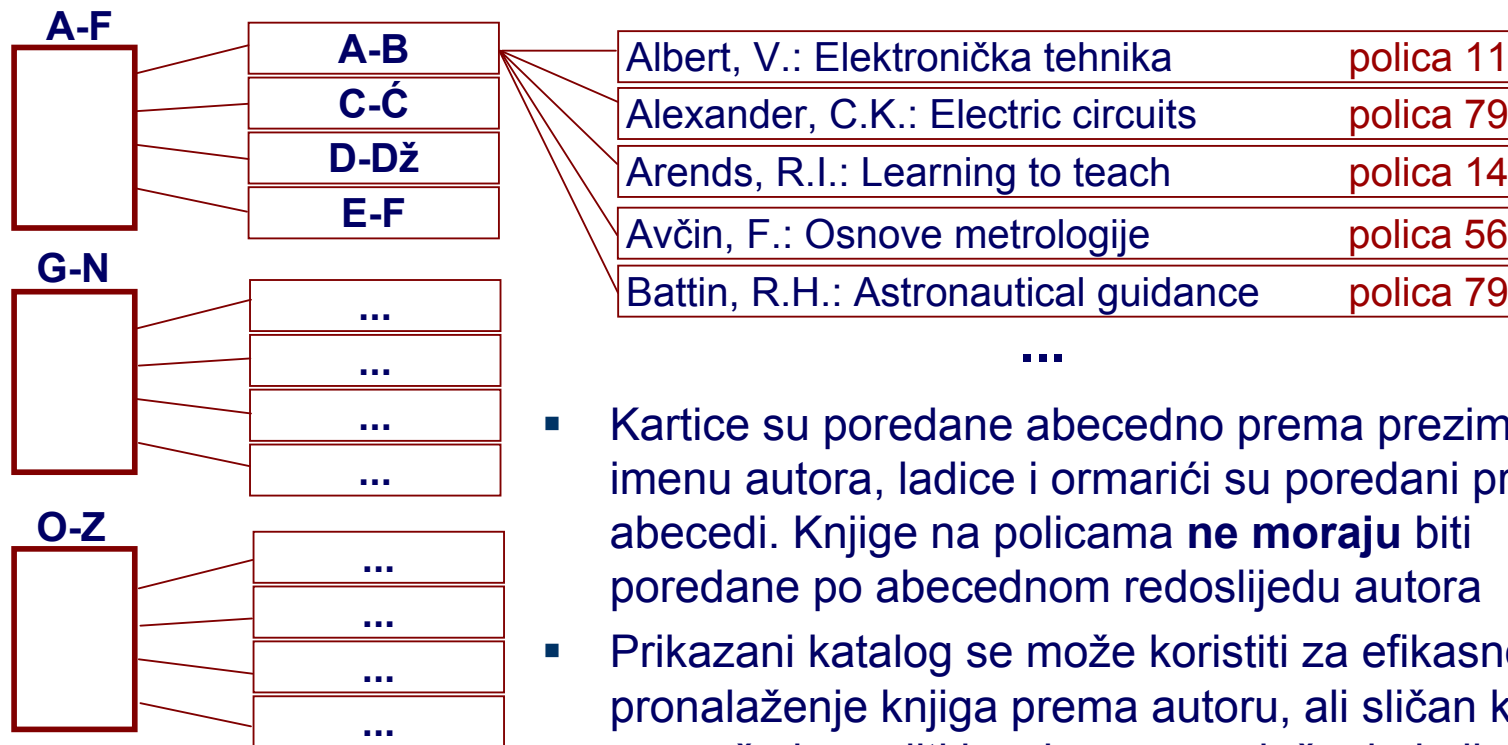 A-F
A-B
C-Ć
D-Dž
E-F
Albert, V.: Elektronička tehnika polica 11
Alexander, C.K.: Electric circuits polica 79
Arends, R.I.: Learning to teach polica 14
Avčin, F.: Osnove metrologije polica 56
Battin, R.H.: Astronautical guidance polica 79
...
G-N
...
...
...
...
O-Z
...
...
...
...
▪ Kartice su poredane abecedno prema prezim
imenu autora, ladice i ormarići su poredani pr
abecedi. Knjige na policama ne moraju biti
poredane po abecednom redoslijedu autora
▪ Prikazani katalog se može koristiti za efikasn
pronalaženje knjiga prema autoru, ali sličan k